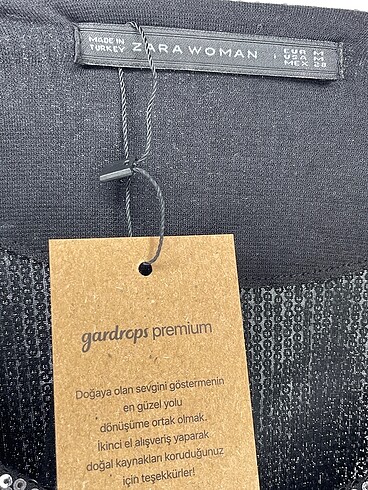 MADE IN
TURKEY
ZARA WOMAN
EUR M
USA M
MEX 28
gardrops premium
Doğaya olan sevgini göstermenin
en güzel yolu
dönüşüme ortak olmak.
İkinci el alışveriş yaparak
doğal kaynakları koruduğunuz
için teşekkürler!